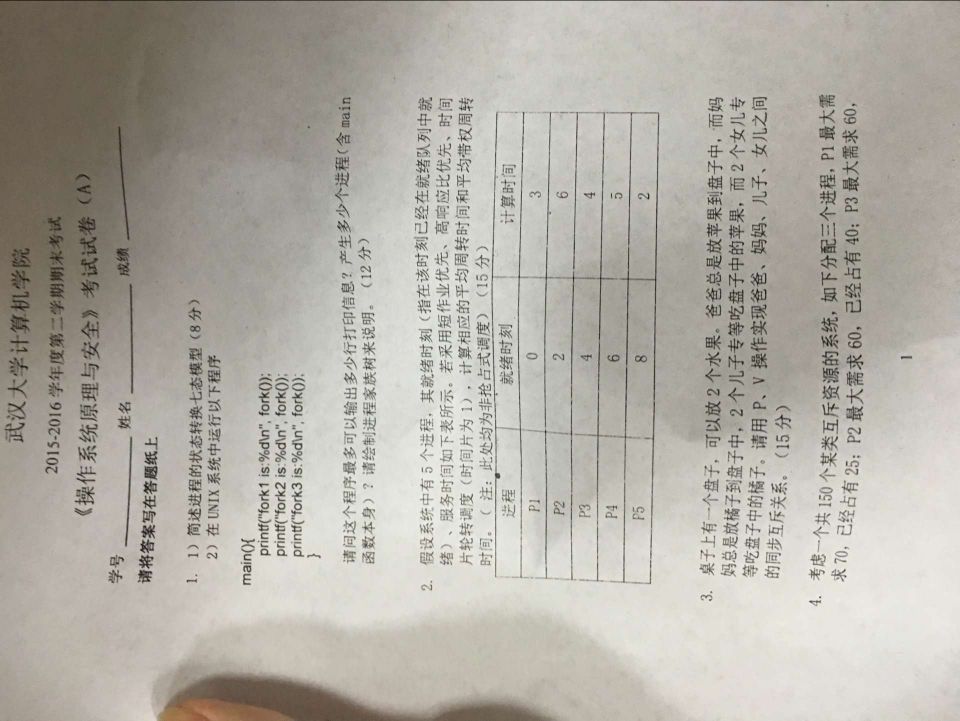 武汉大学计算机学院
2015-2016 学年度第二学期期末考试
《操作系统原理与安全》考试试卷（A）
学号 姓名 成绩
请将答案写在答题纸上
1. 1）简述进程的状态转换七态模型（8 分）
2）在 UNIX 系统中运行以下程序
main(){
printf("fork1 is:%d\n", fork());
printf("fork2 is:%d\n", fork());
printf("fork3 is:%d\n", fork());
}
请问这个程序最多可以输出多少行打印信息？产生多少个进程（含 main
函数本身）？请绘制进程家族树来说明。（12 分）
2. 假设系统中有 5 个进程，其就绪时刻（指在该时刻已经在就绪队列中就
绪）、服务时间如下表所示。若采用短作业优先、高响应比优先、时间
片轮转调度（时间片为 1），计算相应的平均周转时间和平均带权周转
时间。（ 注：此处均为非抢占式调度）（15 分）
进程 就绪时刻 计算时间
P1 0 3
P2 2 6
P3 4 4
P4 6 5
P5 8 2
3. 桌子上有一个盘子，可以放 2 个水果。爸爸总是放苹果到盘子中，而妈
妈总是放橘子到盘子中，2 个儿子专等吃盘子中的苹果，而 2 个女儿专
等吃盘子中的橘子。请用 P、V 操作实现爸爸、妈妈、儿子、女儿之间
的同步互斥关系。（15 分）
4. 考虑一个共 150 个某类互斥资源的系统，如下分配三个进程，P1 最大需
求 70，已经占有 25；P2 最大需求 60，已经占有 40；P3 最大需求 60，
1